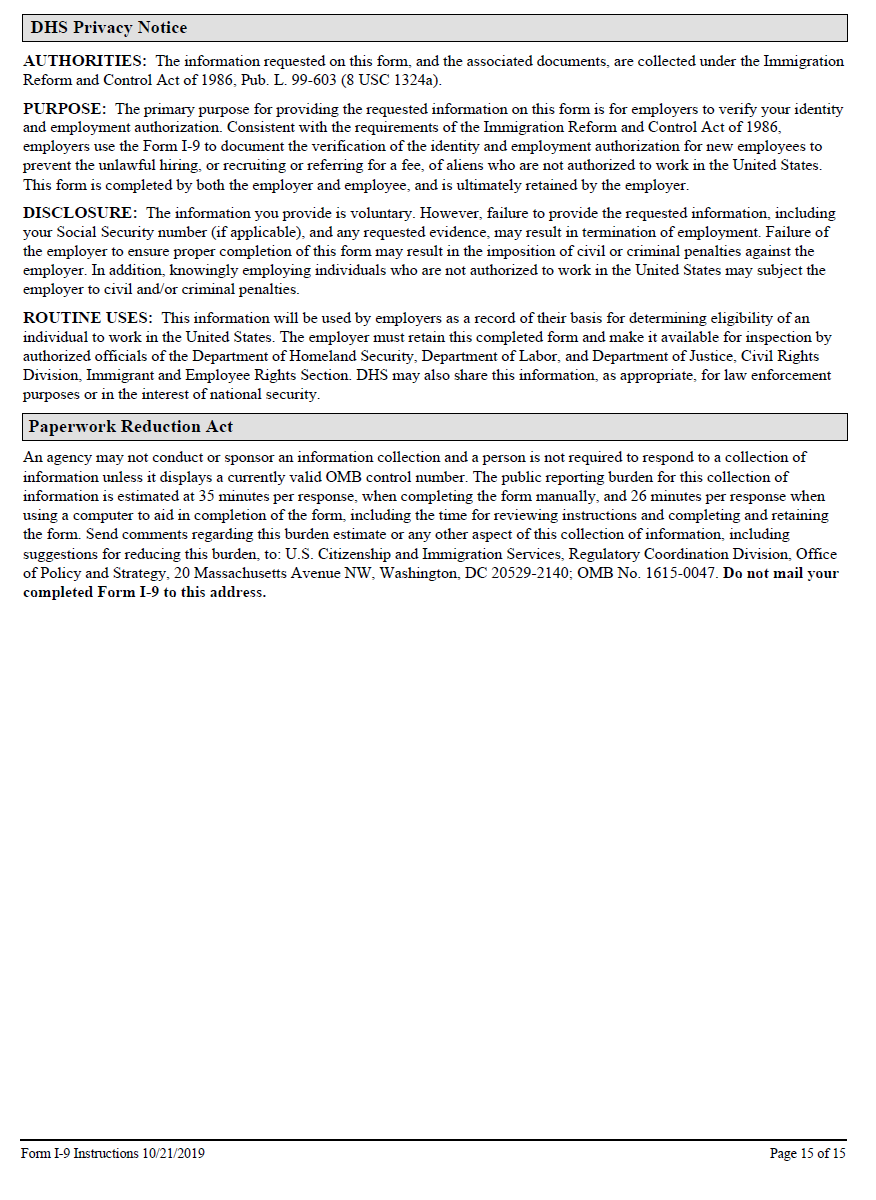 DHS Privacy Notice
AUTHORITIES: The information requested on this form, and the associated documents, are collected under the Immigration
Reform and Control Act of 1986, Pub. L. 99-603 (8 USC 1324a).
PURPOSE: The primary purpose for providing the requested information on this form is for employers to verify your identity
and employment authorization. Consistent with the requirements of the Immigration Reform and Control Act of 1986,
employers use the Form I-9 to document the verification of the identity and employment authorization for new employees to
prevent the unlawful hiring, or recruiting or referring for a fee, of aliens who are not authorized to work in the United States.
This form is completed by both the employer and employee, and is ultimately retained by the employer.
DISCLOSURE: The information you provide is voluntary. However, failure to provide the requested information, including
your Social Security number (if applicable), and any requested evidence, may result in termination of employment. Failure of
the employer to ensure proper completion of this form may result in the imposition of civil or criminal penalties against the
employer. In addition, knowingly employing individuals who are not authorized to work in the United States may subject the
employer to civil and/or criminal penalties.
ROUTINE USES: This information will be used by employers as a record of their basis for determining eligibility of an
individual to work in the United States. The employer must retain this completed form and make it available for inspection by
authorized officials of the Department of Homeland Security, Department of Labor, and Department of Justice, Civil Rights
Division, Immigrant and Employee Rights Section. DHS may also share this information, as appropriate, for law enforcement
purposes or in the interest of national security.
Paperwork Reduction Act
An agency may not conduct or sponsor an information collection and a person is not required to respond to a collection of
information unless it displays a currently valid OMB control number. The public reporting burden for this collection of
information is estimated at 35 minutes per response, when completing the form manually, and 26 minutes per response when
using a computer to aid in completion of the form, including the time for reviewing instructions and completing and retaining
the form. Send comments regarding this burden estimate or any other aspect of this collection of information, including
suggestions for reducing this burden, to: U.S. Citizenship and Immigration Services, Regulatory Coordination Division, Office
of Policy and Strategy, 20 Massachusetts Avenue NW, Washington, DC 20529-2140; OMB No. 1615-0047. Do not mail your
completed Form I-9 to this address.
Form I-9 Instructions 10/21/2019
Page 15 of 15